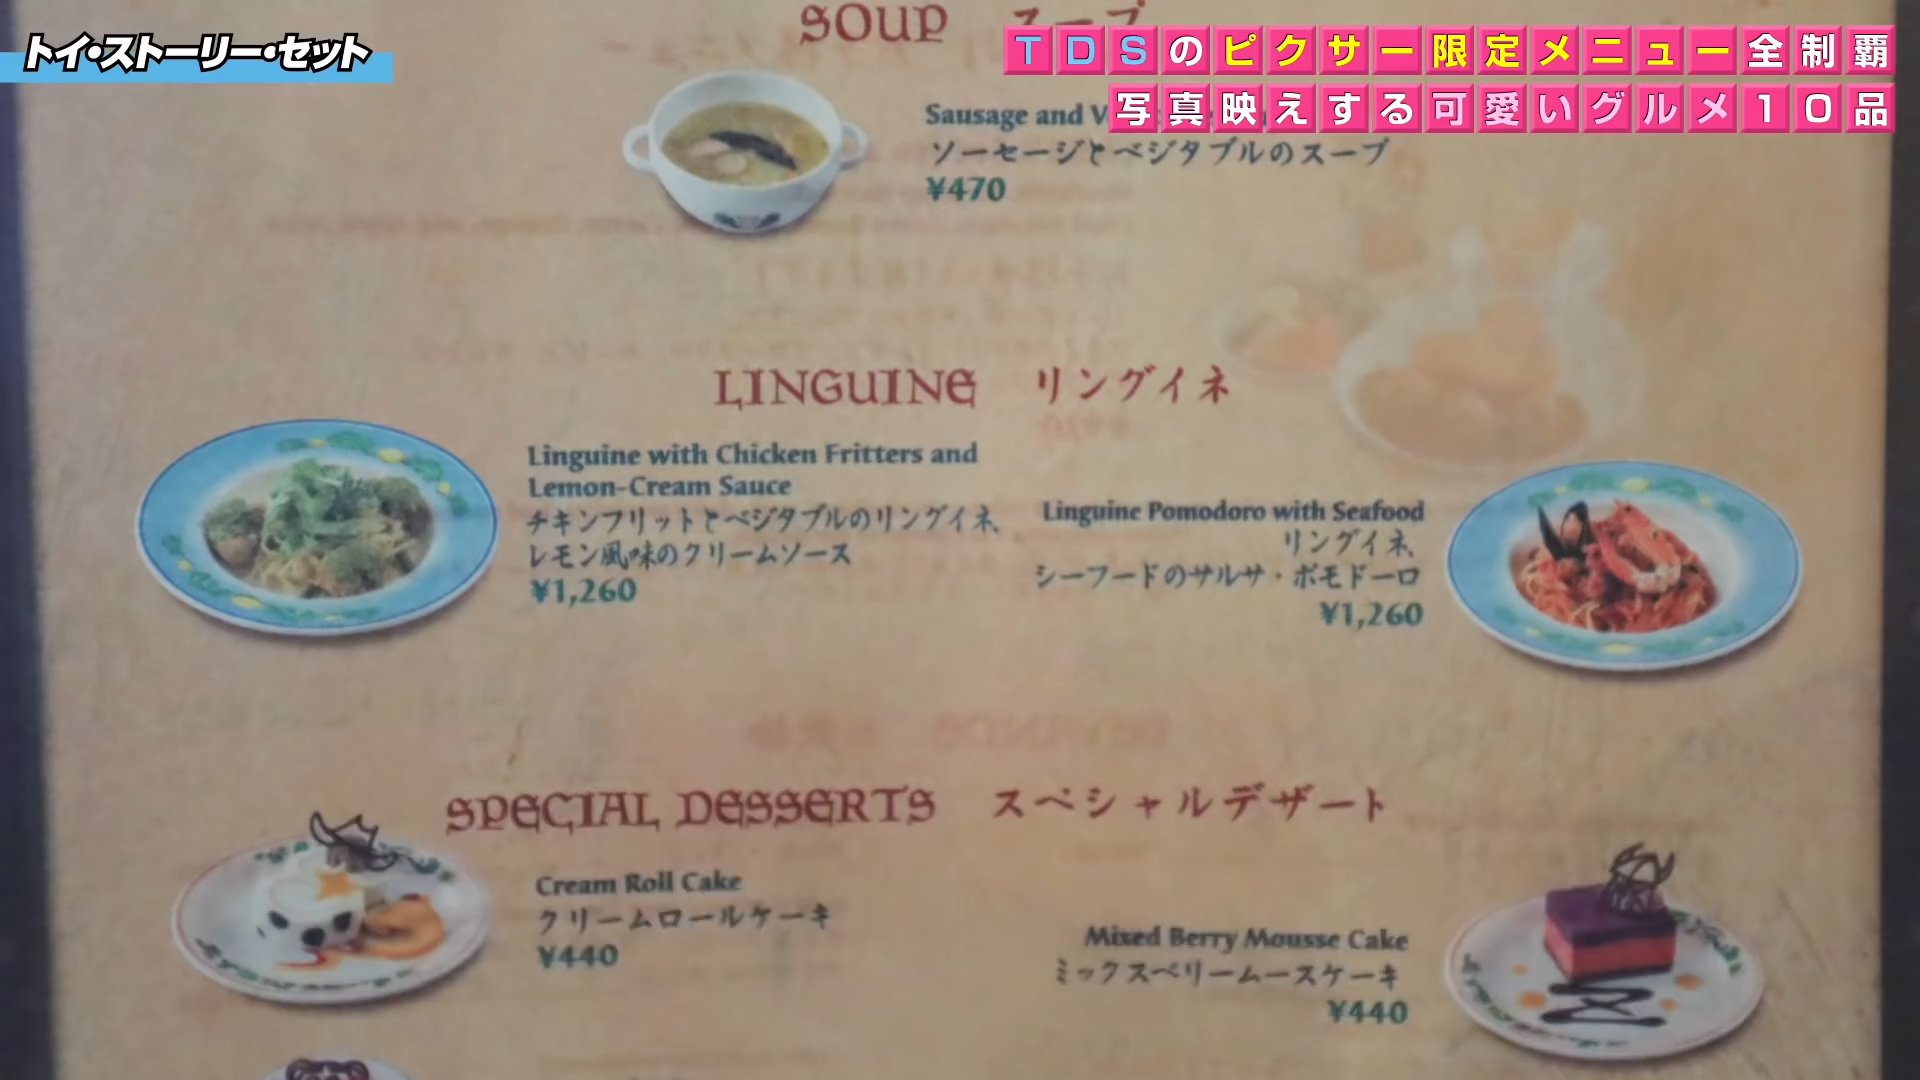 トイ・ストーリー・セット
TDSのピクサー限定メニュー全制覇
写真映えする可愛いグルメ10品
SOUP スープ
Sausage and
ソーセージとベジタブルのスープ
¥470
LINGUINE リングイネ
Linguine with Chicken Fritters and
Lemon-Cream Sauce
チキンフリットとベジタブルのリングイネ、
レモン風味のクリームソース
¥1,260
Linguine Pomodoro with Seafood
リングイネ、
シーフードのサルサ・ポモドーロ
¥1,260
SPECIAL DESSERTS スペシャルデザート
Cream Roll Cake
クリームロールケーキ
¥440
Mixed Berry Mousse Cake
ミックスベリームースケーキ
¥440